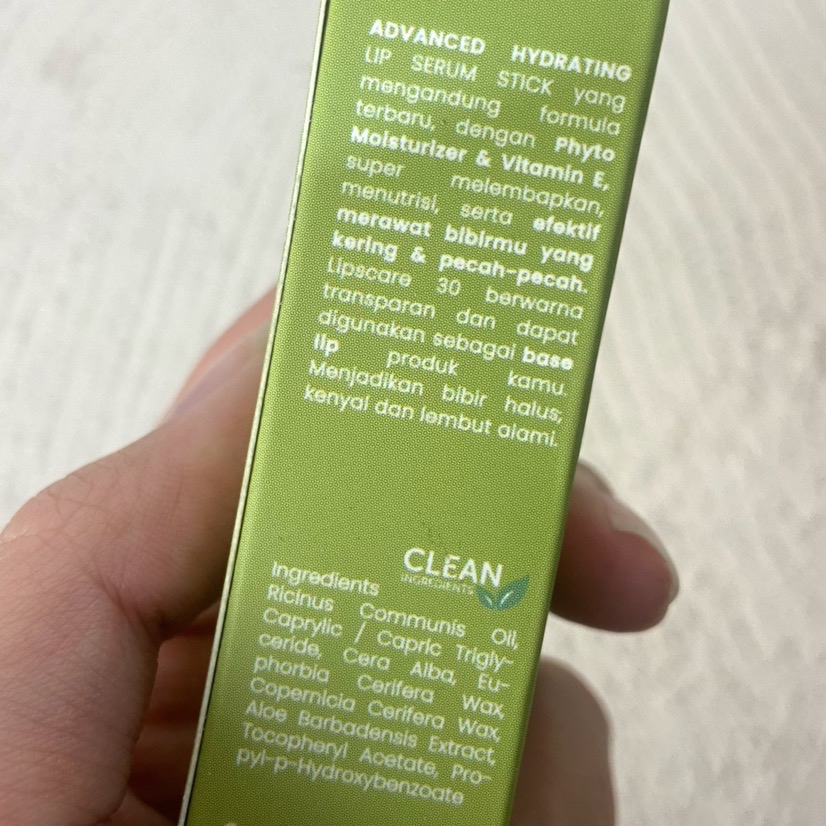 ADVANCED HYDRATING
LIP SERUM STICK yang
mengandung formula
terbaru, dengan Phyto
Moisturizer & Vitamin E,
super melembapkan,
menutrisi, serta efektif
merawat bibirmu yang
kering & pecah-pecah.
Lipscare 30 berwarna
transparan dan dapat
digunakan sebagai base
lip produk kamu.
Menjadikan bibir halus,
kenyal dan lembut alami.
CLEAN
INGREDIENTS
Ingredients
Ricinus Communis Oil,
Caprylic / Capric Trigly-
ceride, Cera Alba, Eu-
phorbia Cerifera Wax,
Copernicia Cerifera Wax,
Aloe Barbadensis Extract,
Tocopheryl Acetate, Pro-
pyl-p-Hydroxybenzoate